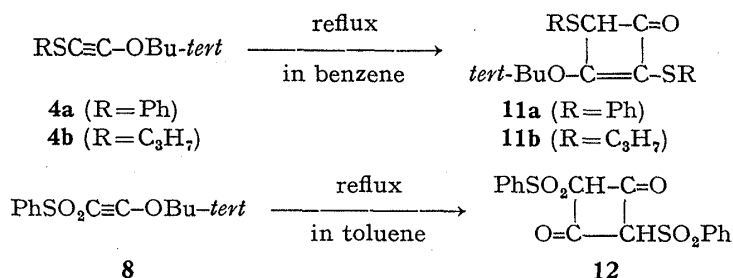 RSC≡C–OBu-tert
reflux
in benzene
RSCH–C=O
tert-BuO–C=C–SR
4a (R=Ph)
4b (R=C₃H₇)
11a (R=Ph)
11b (R=C₃H₇)
PhSO₂C≡C–OBu-tert
reflux
in toluene
PhSO₂CH–C=O
O=C–CHSO₂Ph
8
12